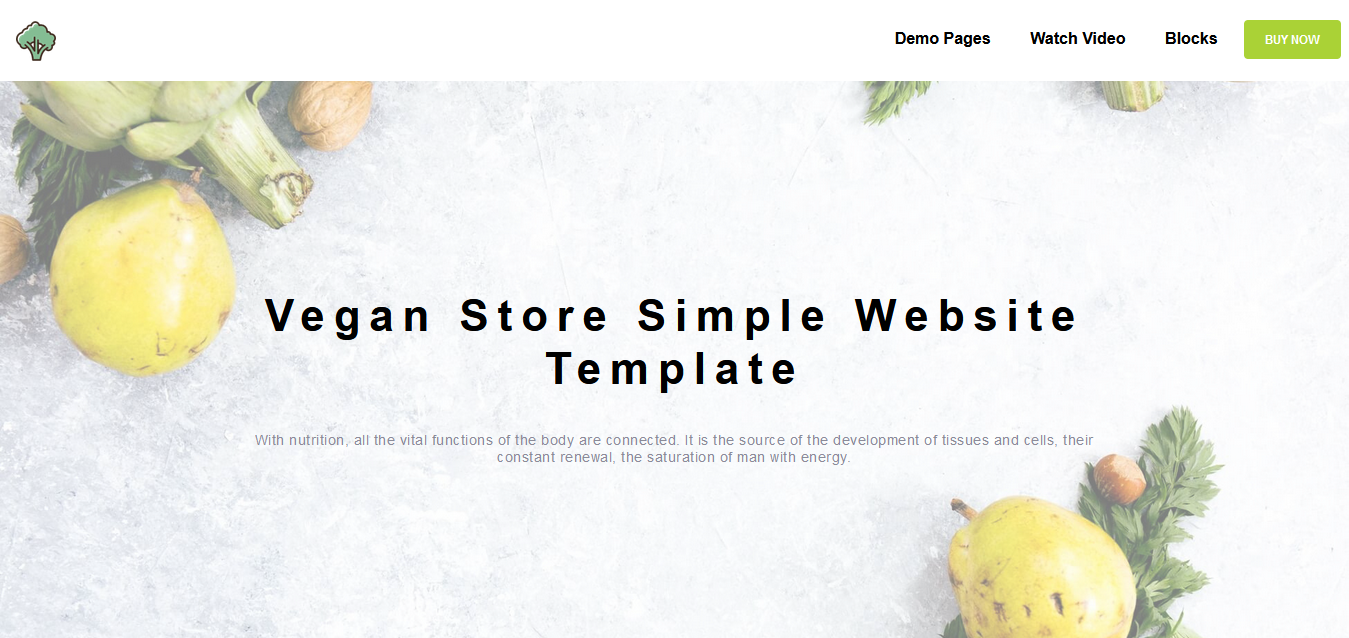 Demo Pages
Watch Video
Blocks
BUY NOW
Vegan Store Simple Website
Template
With nutrition, all the vital functions of the body are connected. It is the source of the development of tissues and cells, their
constant renewal, the saturation of man with energy.